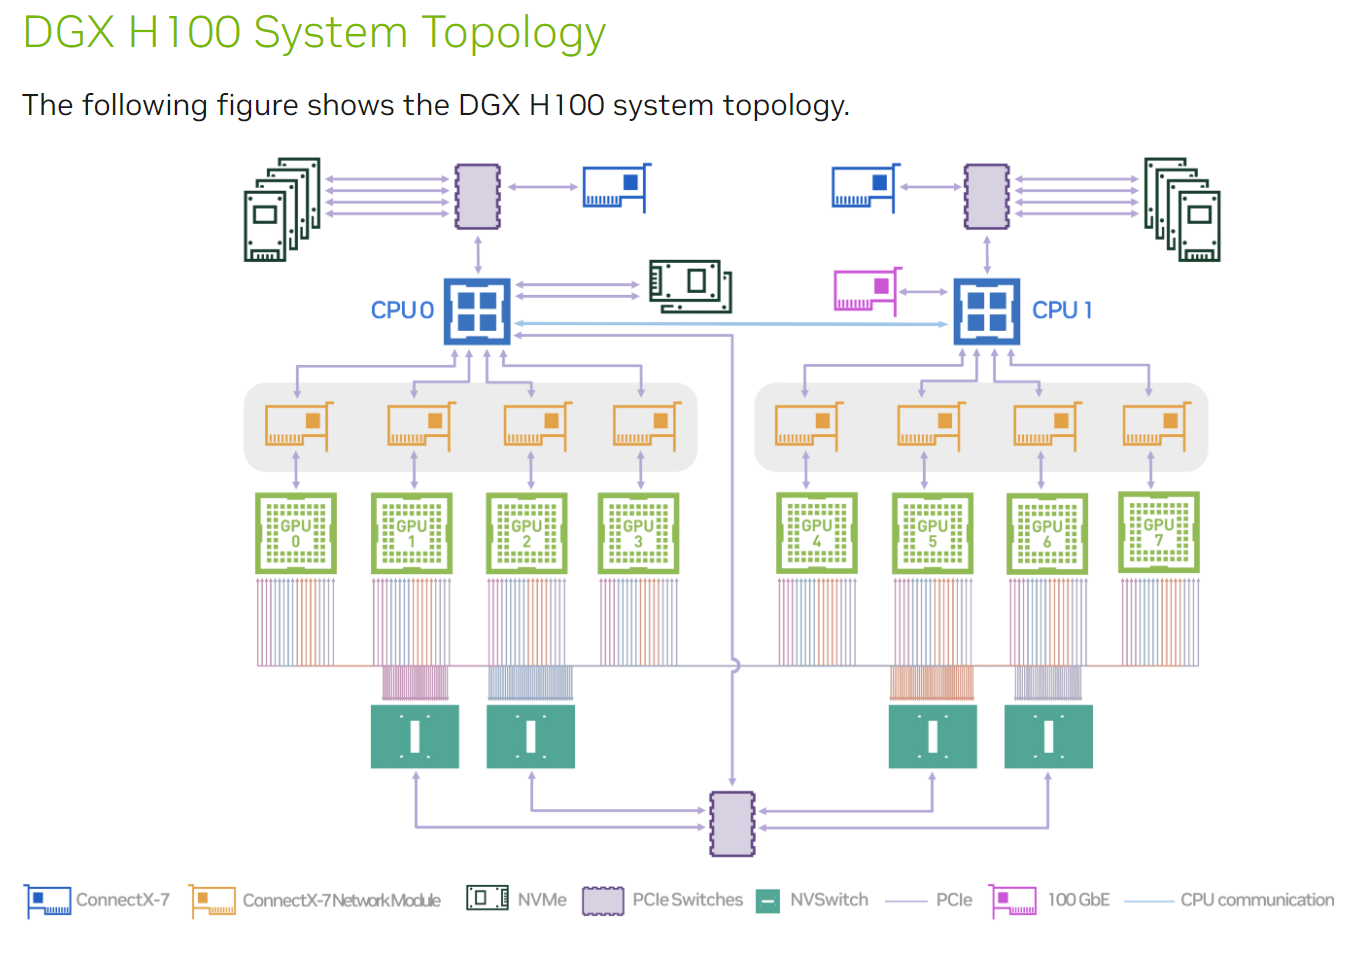 DGX H100 System Topology
The following figure shows the DGX H100 system topology.
CPU 0
CPU 1
GPU
0
GPU
1
GPU
2
GPU
3
GPU
4
GPU
5
GPU
6
GPU
7
ConnectX-7
ConnectX-7 Network Module
NVMe
PCIe Switches
NVSwitch
PCIe
100 GbE
CPU communication